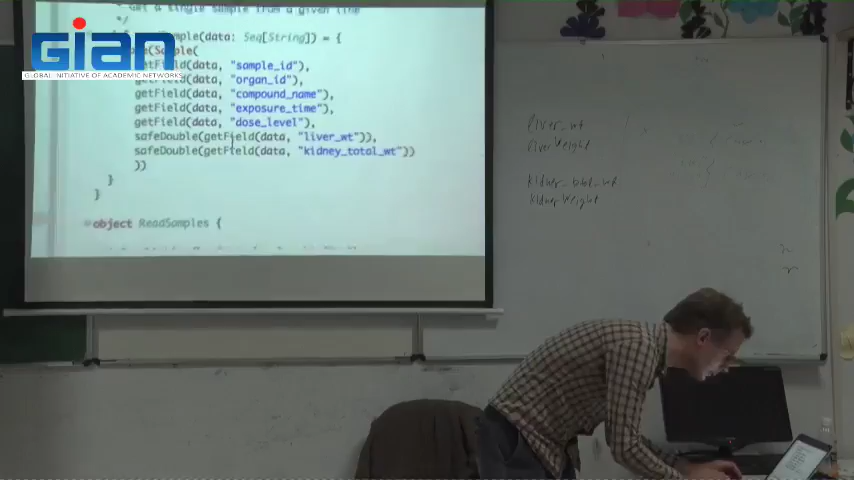 * Get a single sample from a given line
*/
(data: Seq[String]) = {
(Sample(
getField(data, "sample_id"),
getField(data, "organ_id"),
getField(data, "compound_name"),
getField(data, "exposure_time"),
getField(data, "dose_level"),
safeDouble(getField(data, "liver_wt")),
safeDouble(getField(data, "kidney_total_wt"))
))
}
}
object ReadSamples {
GIAN
GLOBAL INITIATIVE OF ACADEMIC NETWORKS
liver_wt
liverWeight
kidney_total_wt
kidneyWeight